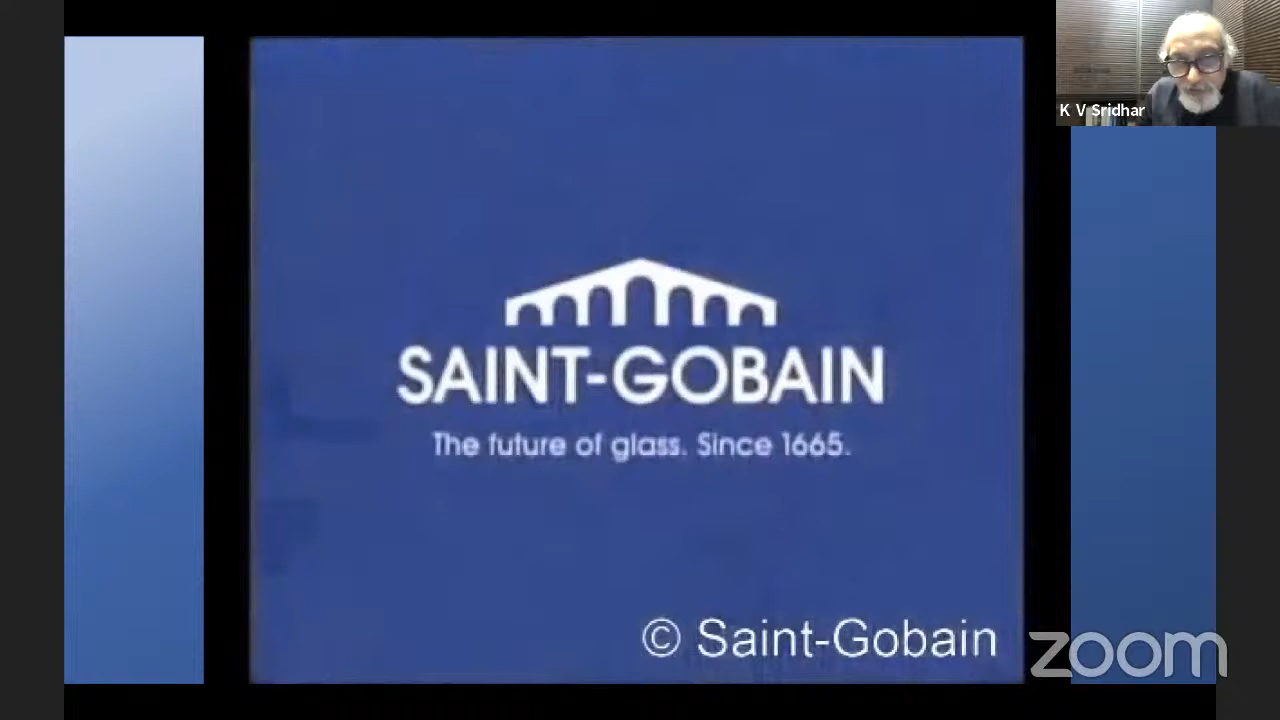 K V Sridhar
SAINT-GOBAIN
The future of glass. Since 1665.
© Saint-Gobain
zoom